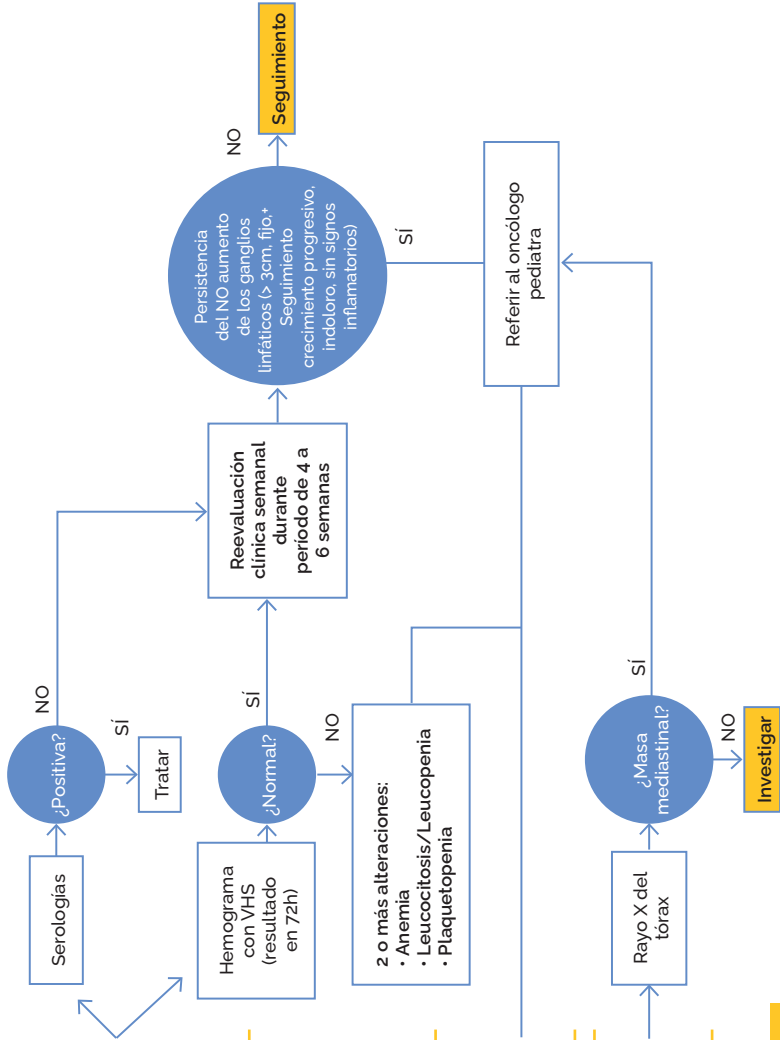 Serologías
¿Positiva?
NO
SÍ
Tratar
Hemograma
con VHS
(resultado
en 72h)
¿Normal?
SÍ
NO
2 o más alteraciones:
• Anemia
• Leucocitosis/Leucopenia
• Plaquetopenia
Reevaluación
clínica semanal
durante
período de 4 a
6 semanas
Persistencia
del NO aumento
de los ganglios
linfáticos (> 3cm, fijo,+
Seguimiento
crecimiento progresivo,
indoloro, sin signos
inflamatorios)
NO
Seguimiento
SÍ
Referir al oncólogo
pediatra
Rayo X del
tórax
¿Masa
mediastinal?
SÍ
NO
Investigar